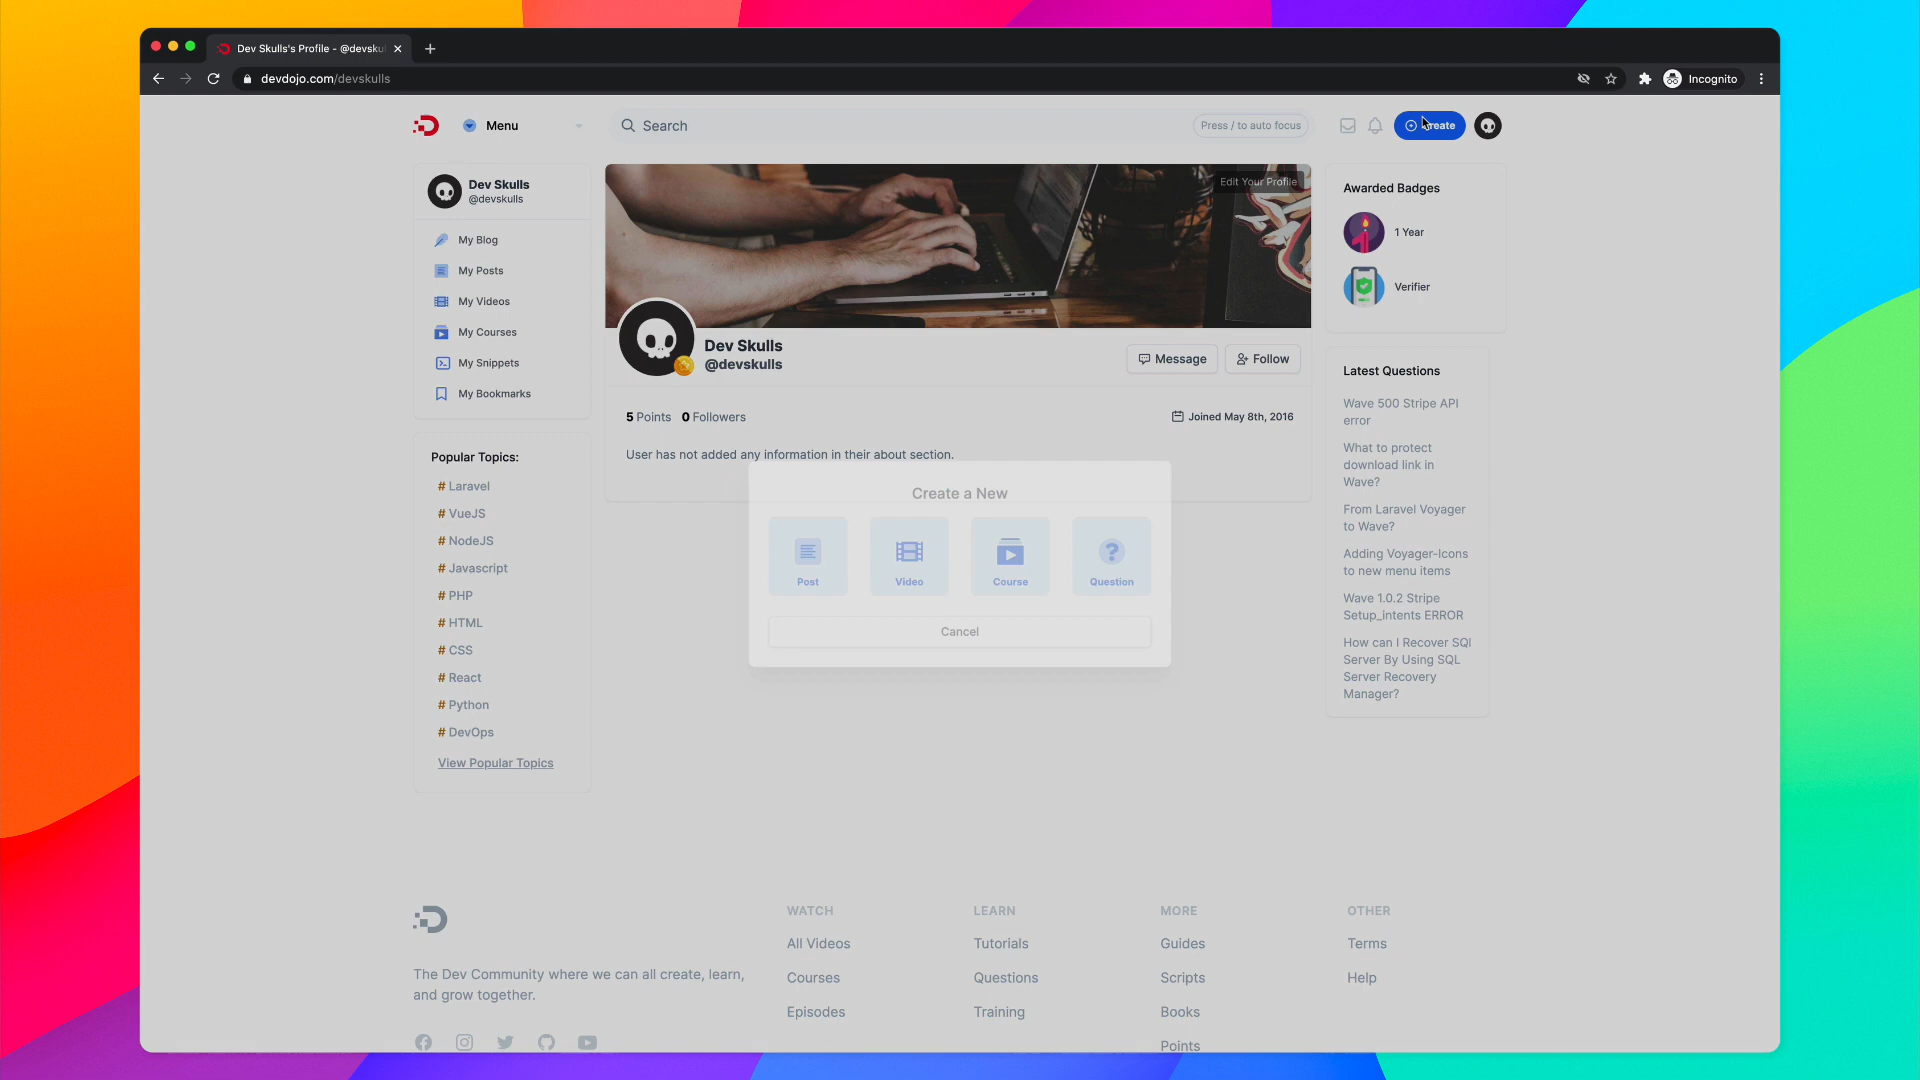 Dev Skulls's Profile - @devsku
devdojo.com/devskulls
Incognito
Menu
Search
Press / to auto focus
Create
Dev Skulls
@devskulls
My Blog
My Posts
My Videos
My Courses
My Snippets
My Bookmarks
Popular Topics:
# Laravel
# VueJS
# NodeJS
# Javascript
# PHP
# HTML
# CSS
# React
# Python
# DevOps
View Popular Topics
Edit Your Profile
Dev Skulls
@devskulls
Message
Follow
5 Points 0 Followers
Joined May 8th, 2016
User has not added any information in their about section.
Create a New
Post
Video
Course
Question
Cancel
Awarded Badges
1 Year
Verifier
Latest Questions
Wave 500 Stripe API
error
What to protect
download link in
Wave?
From Laravel Voyager
to Wave?
Adding Voyager-Icons
to new menu items
Wave 1.0.2 Stripe
Setup_intents ERROR
How can I Recover SQl
Server By Using SQL
Server Recovery
Manager?
The Dev Community where we can all create, learn,
and grow together.
WATCH
All Videos
Courses
Episodes
LEARN
Tutorials
Questions
Training
MORE
Guides
Scripts
Books
Points
OTHER
Terms
Help